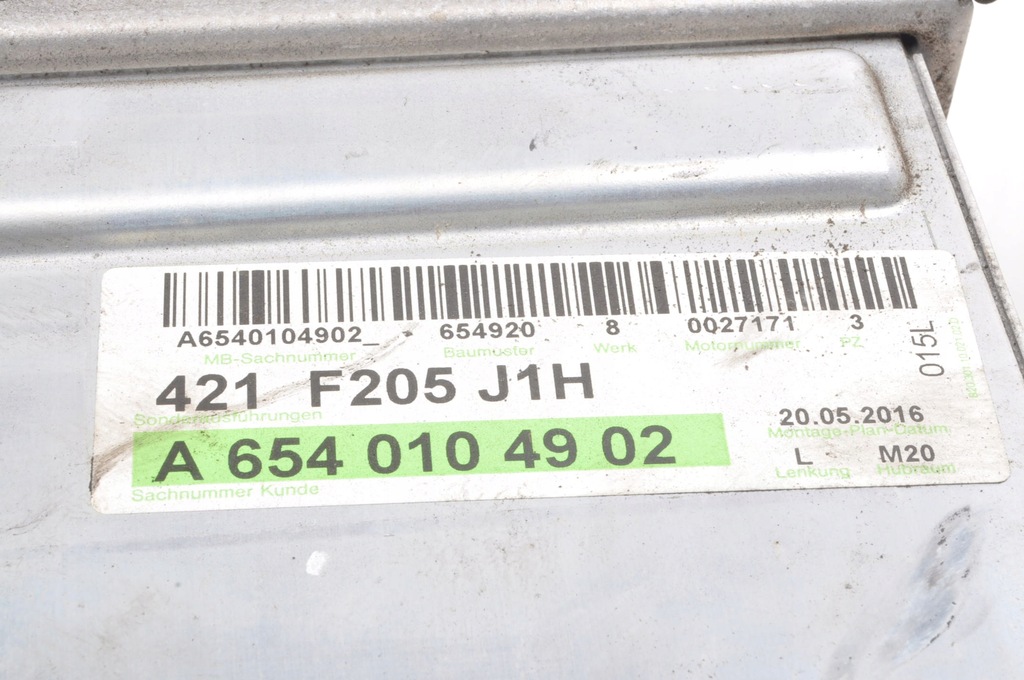 A6540104902_ 654920 8 0027171 3
MB-Sachnummer Baumuster Werk Motornummer PZ
421 F205 J1H
015L
Sonderausführungen
20.05.2016
Montage-Plan-Datum
A 654 010 49 02
L M20
Lenkung Hubraum
Sachnummer Kunde